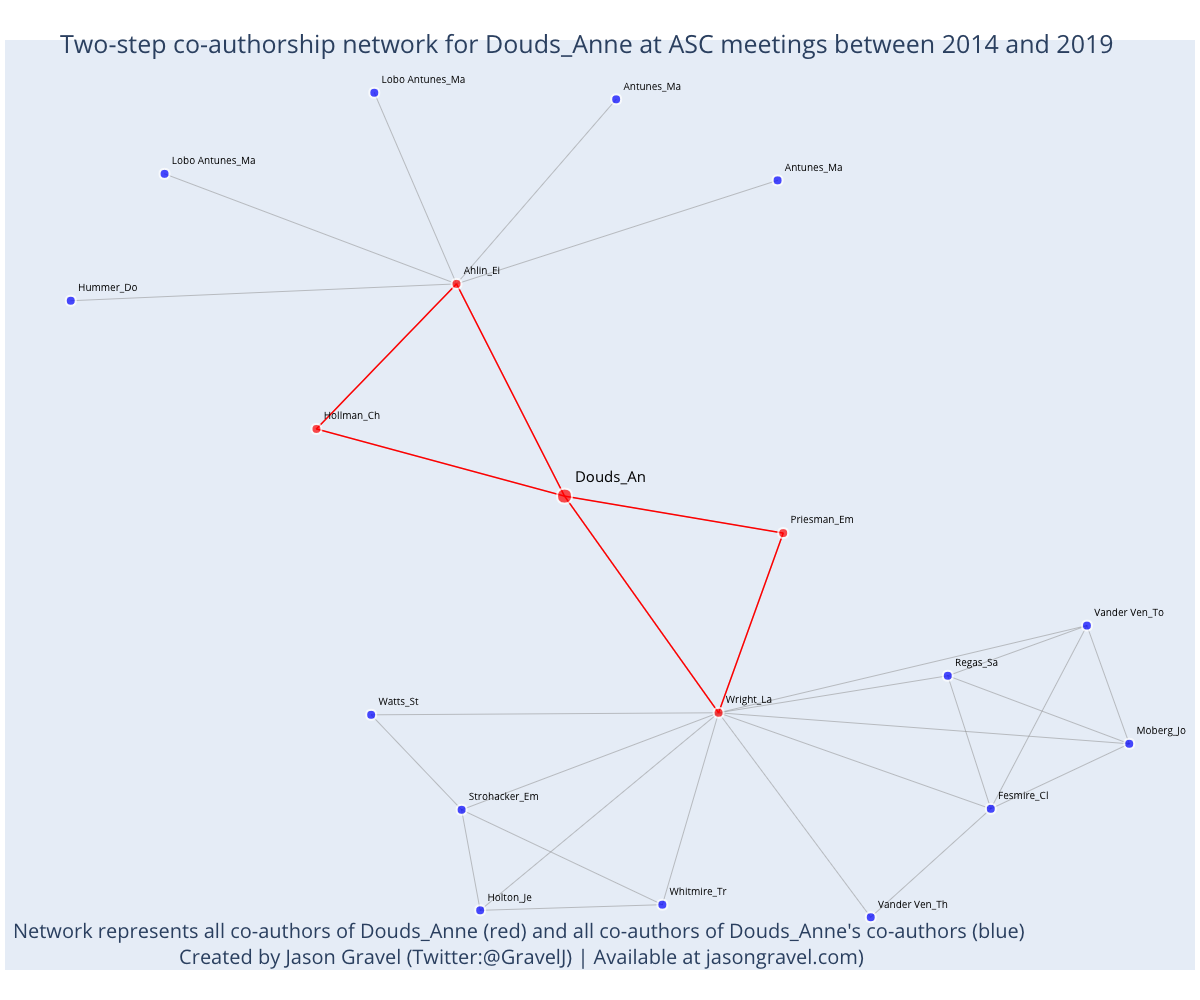 Two-step co-authorship network for Douds_Anne at ASC meetings between 2014 and 2019
Lobo Antunes_Ma
Antunes_Ma
Lobo Antunes_Ma
Antunes_Ma
Ahlin_Ei
Hummer_Do
Hollman_Ch
Douds_An
Priesman_Em
Vander Ven_To
Regas_Sa
Watts_St
Wright_La
Moberg_Jo
Strohacker_Em
Fesmire_Cl
Holton_Je
Whitmire_Tr
Vander Ven_Th
Network represents all co-authors of Douds_Anne (red) and all co-authors of Douds_Anne's co-authors (blue)
Created by Jason Gravel (Twitter:@GravelJ) | Available at jasongravel.com)